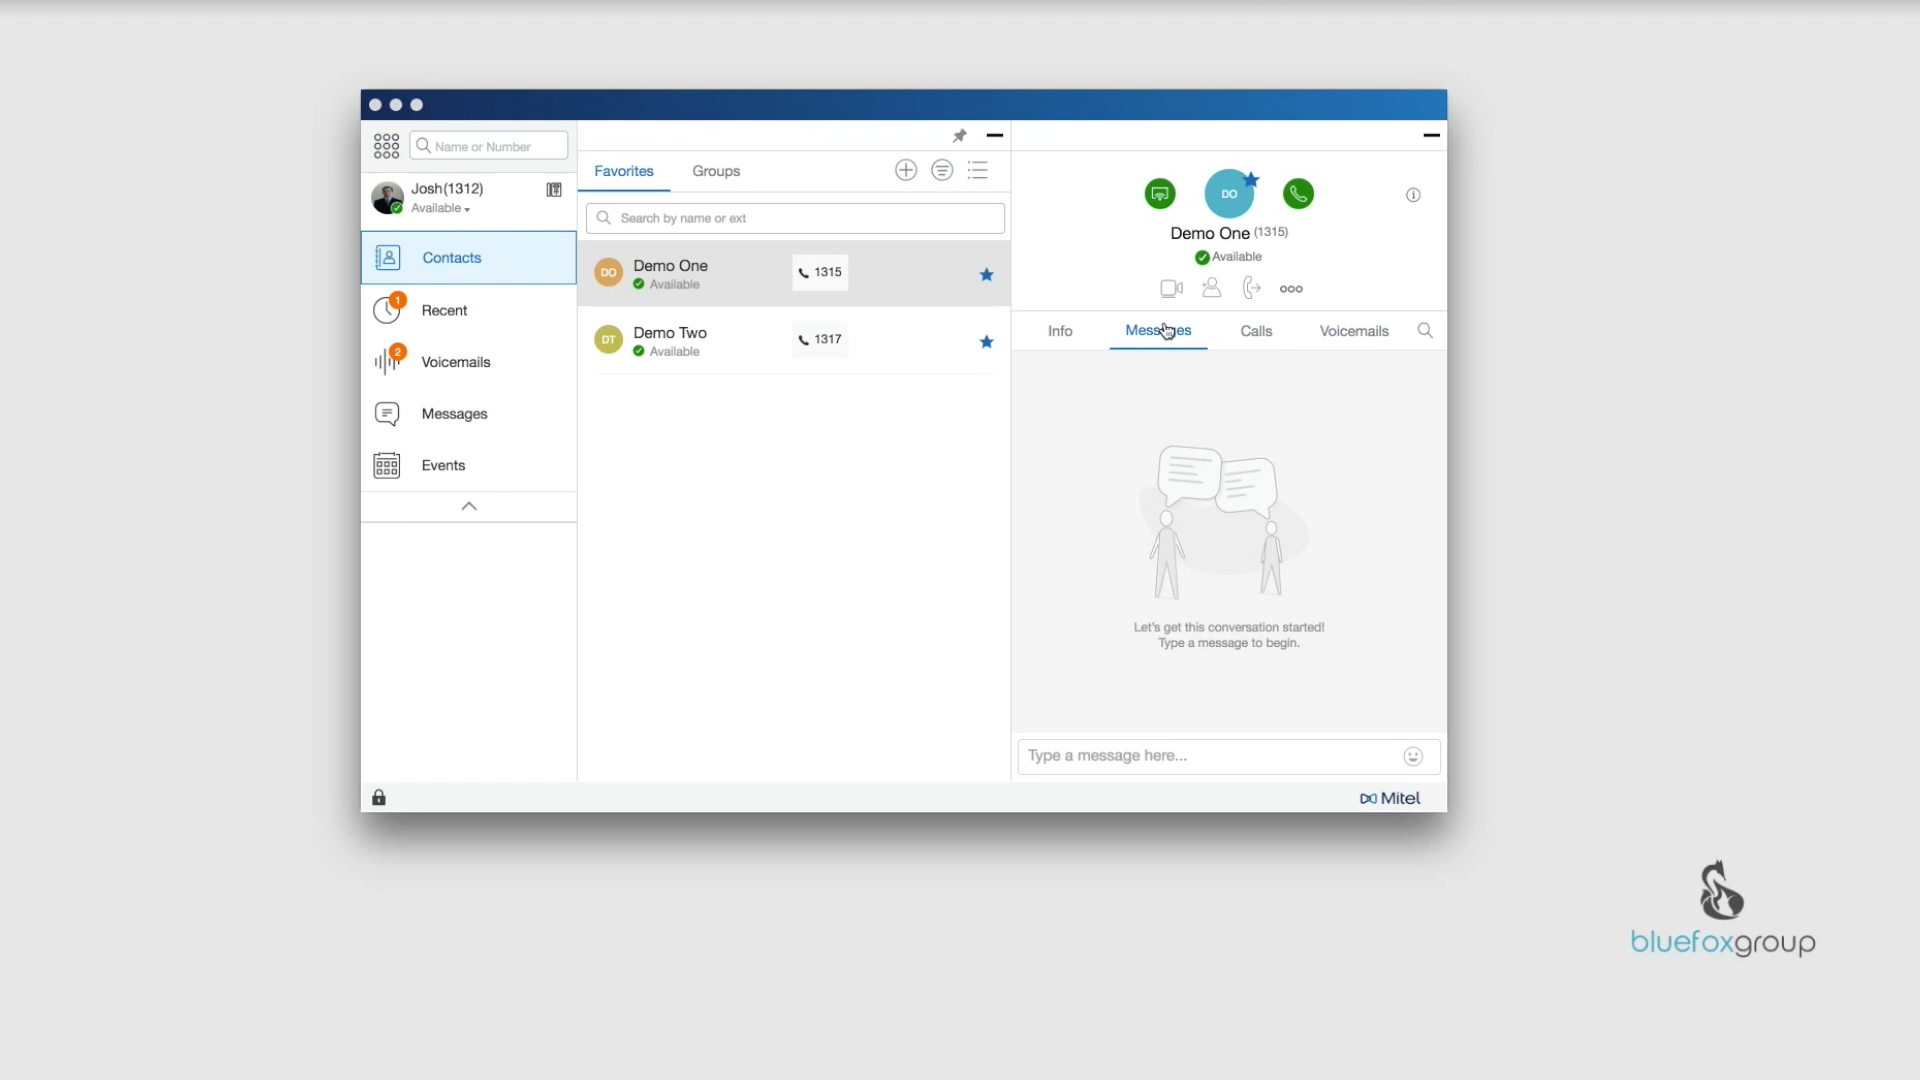 Name or Number
Josh(1312)
Available
Contacts
1
Recent
2
Voicemails
Messages
Events
Favorites
Groups
Search by name or ext
DO
Demo One
Available
1315
DT
Demo Two
Available
1317
DO
Demo One (1315)
Available
Info
Messages
Calls
Voicemails
Let's get this conversation started!
Type a message to begin.
Type a message here...
Mitel
bluefoxgroup